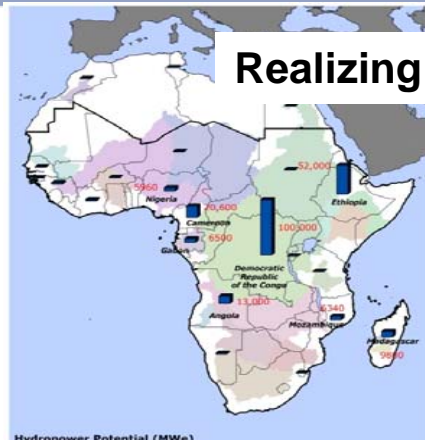 Realizing
52,000
Ethiopia
5960
Nigeria
20,600
Cameroon
6500
Gabon
100,000
Democratic
Republic
of the Congo
13,000
Angola
6340
Mozambique
Madagascar
9800
Hydropower Potential (MWe)